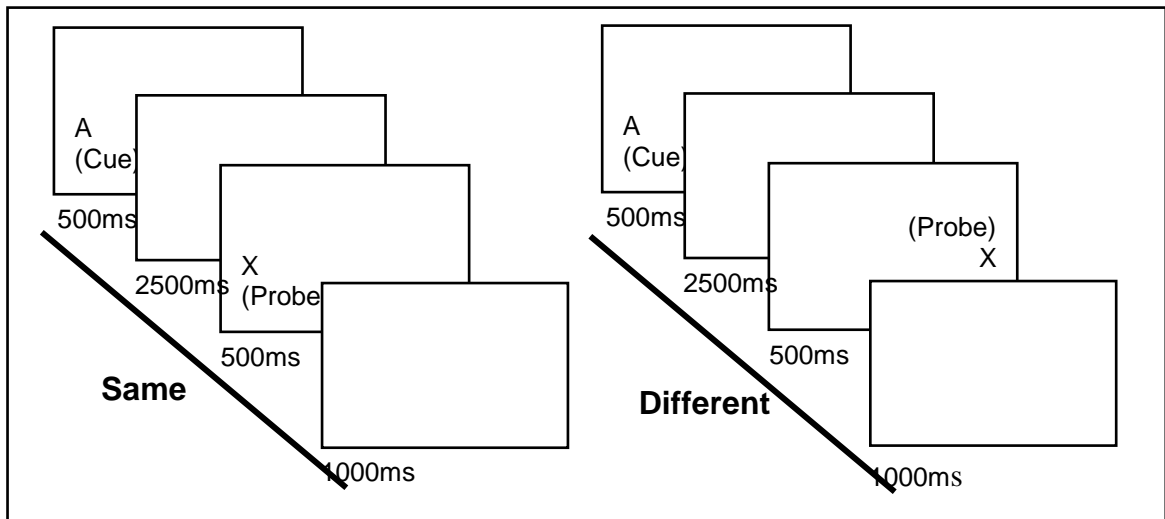 A
(Cue)
500ms
2500ms
X
(Probe
500ms
1000ms
Same
A
(Cue)
500ms
2500ms
(Probe)
X
500ms
1000ms
Different